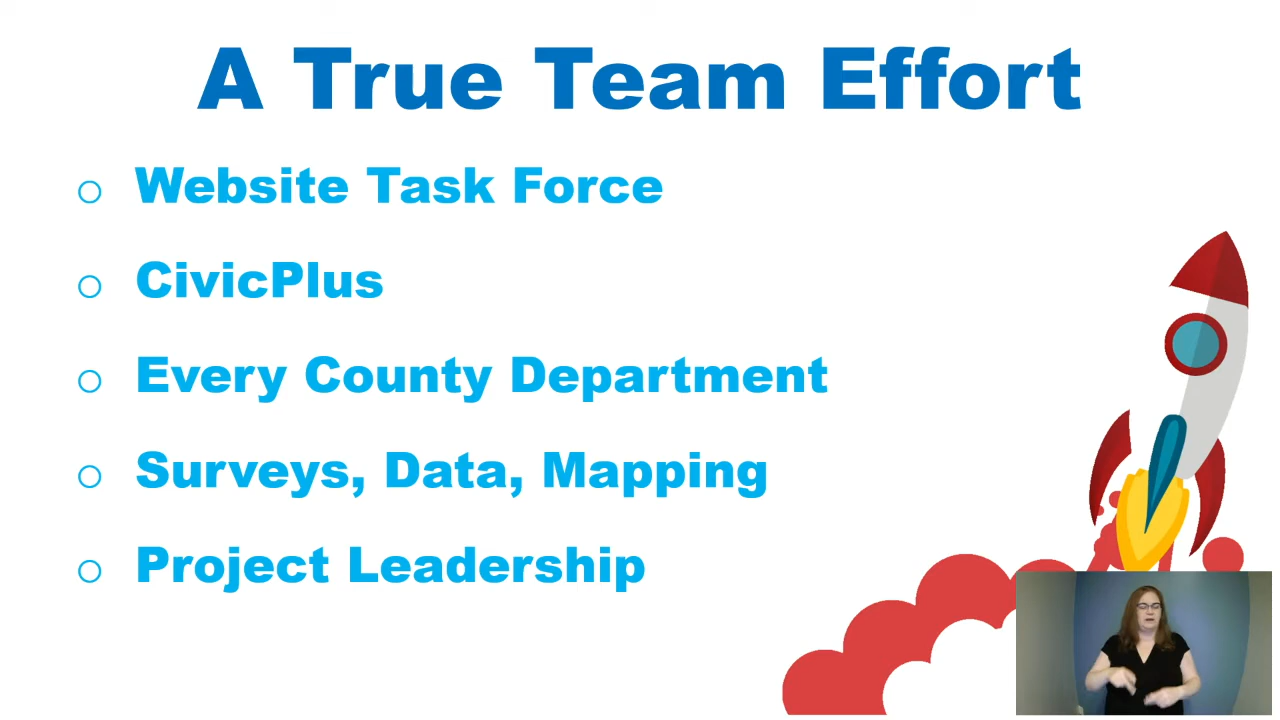 A True Team Effort
Website Task Force
CivicPlus
Every County Department
Surveys, Data, Mapping
Project Leadership